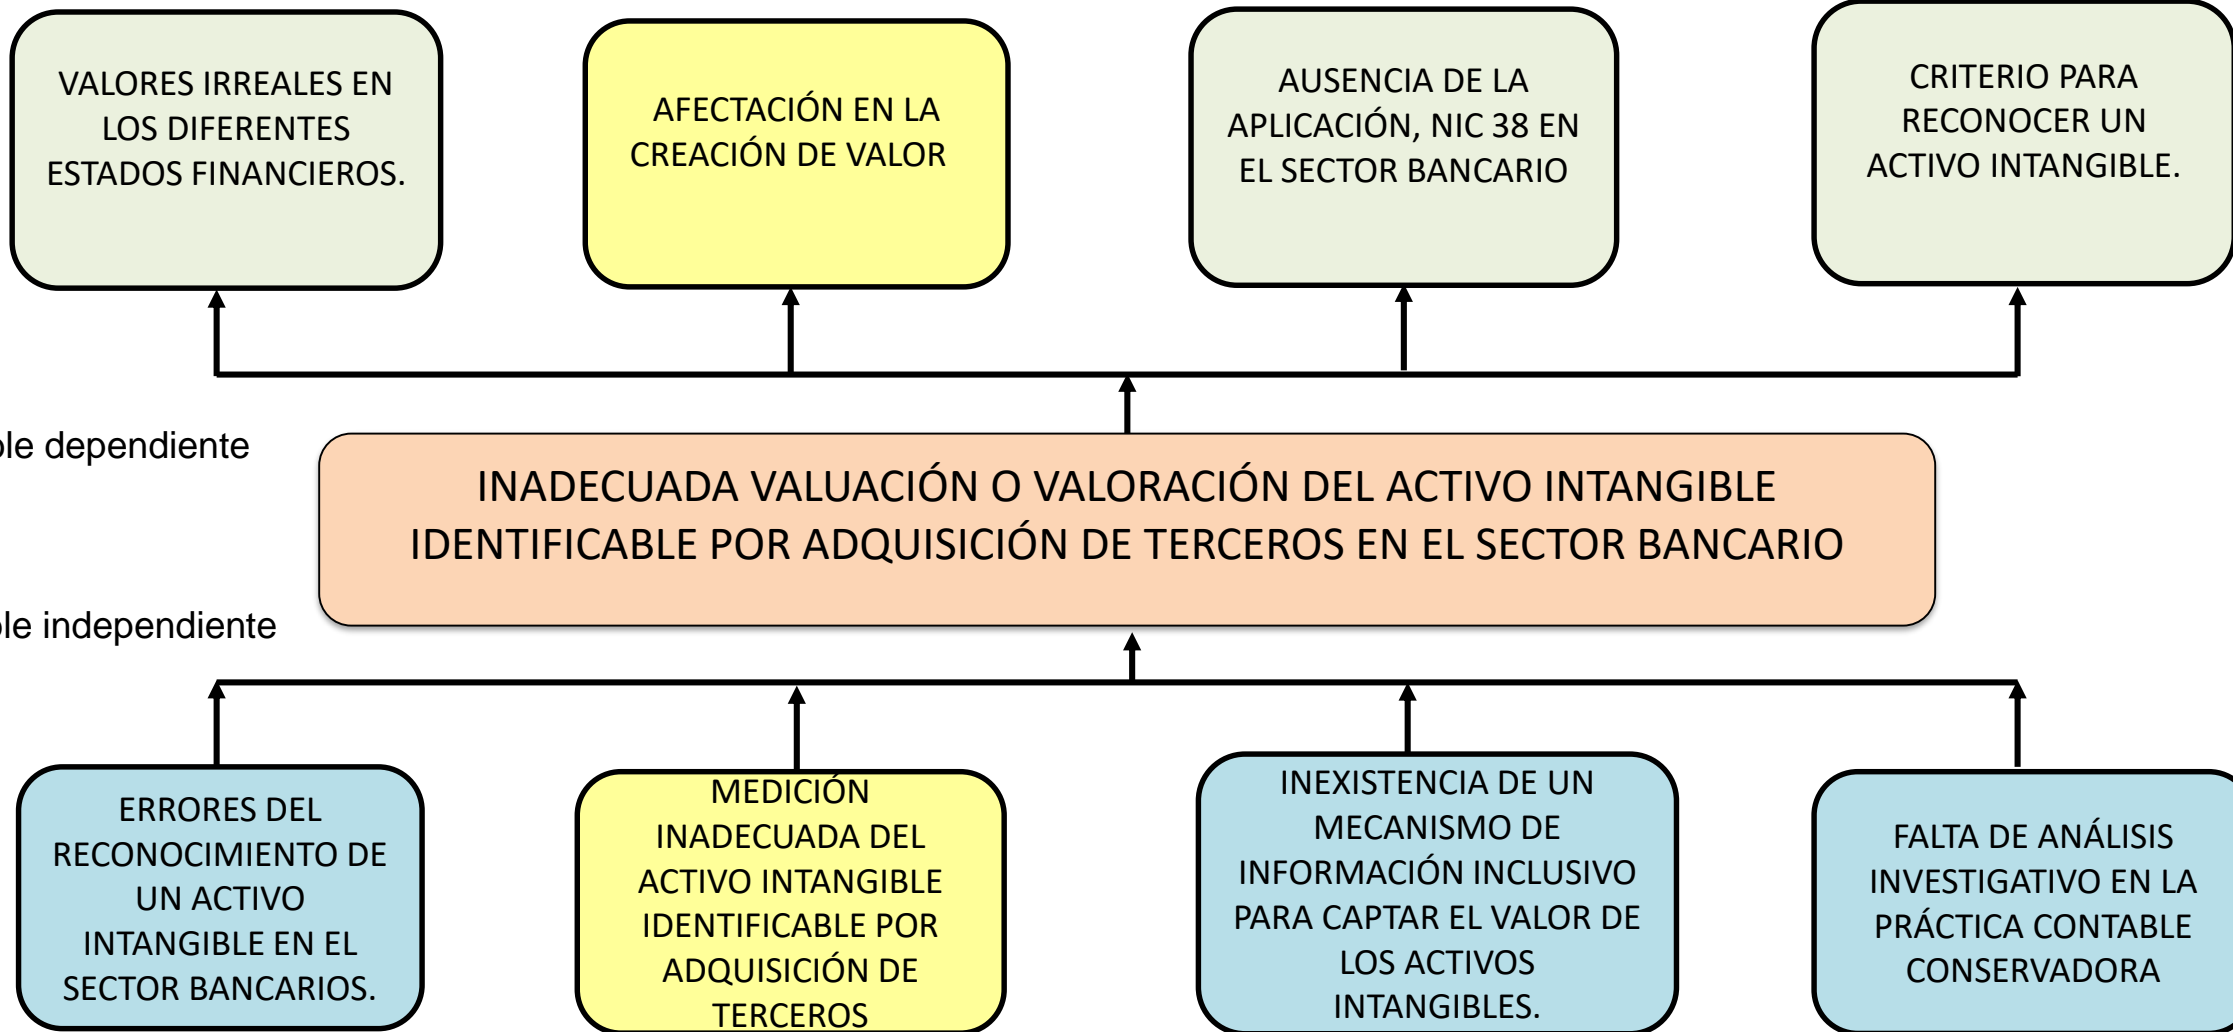 VALORES IRREALES EN
LOS DIFERENTES
ESTADOS FINANCIEROS.
AFECTACIÓN EN LA
CREACIÓN DE VALOR
AUSENCIA DE LA
APLICACIÓN, NIC 38 EN
EL SECTOR BANCARIO
CRITERIO PARA
RECONOCER UN
ACTIVO INTANGIBLE.
dependiente
INADECUADA VALUACIÓN O VALORACIÓN DEL ACTIVO INTANGIBLE
IDENTIFICABLE POR ADQUISICIÓN DE TERCEROS EN EL SECTOR BANCARIO
independiente
ERRORES DEL
RECONOCIMIENTO DE
UN ACTIVO
INTANGIBLE EN EL
SECTOR BANCARIOS.
MEDICIÓN
INADECUADA DEL
ACTIVO INTANGIBLE
IDENTIFICABLE POR
ADQUISICIÓN DE
TERCEROS
INEXISTENCIA DE UN
MECANISMO DE
INFORMACIÓN INCLUSIVO
PARA CAPTAR EL VALOR DE
LOS ACTIVOS
INTANGIBLES.
FALTA DE ANÁLISIS
INVESTIGATIVO EN LA
PRÁCTICA CONTABLE
CONSERVADORA